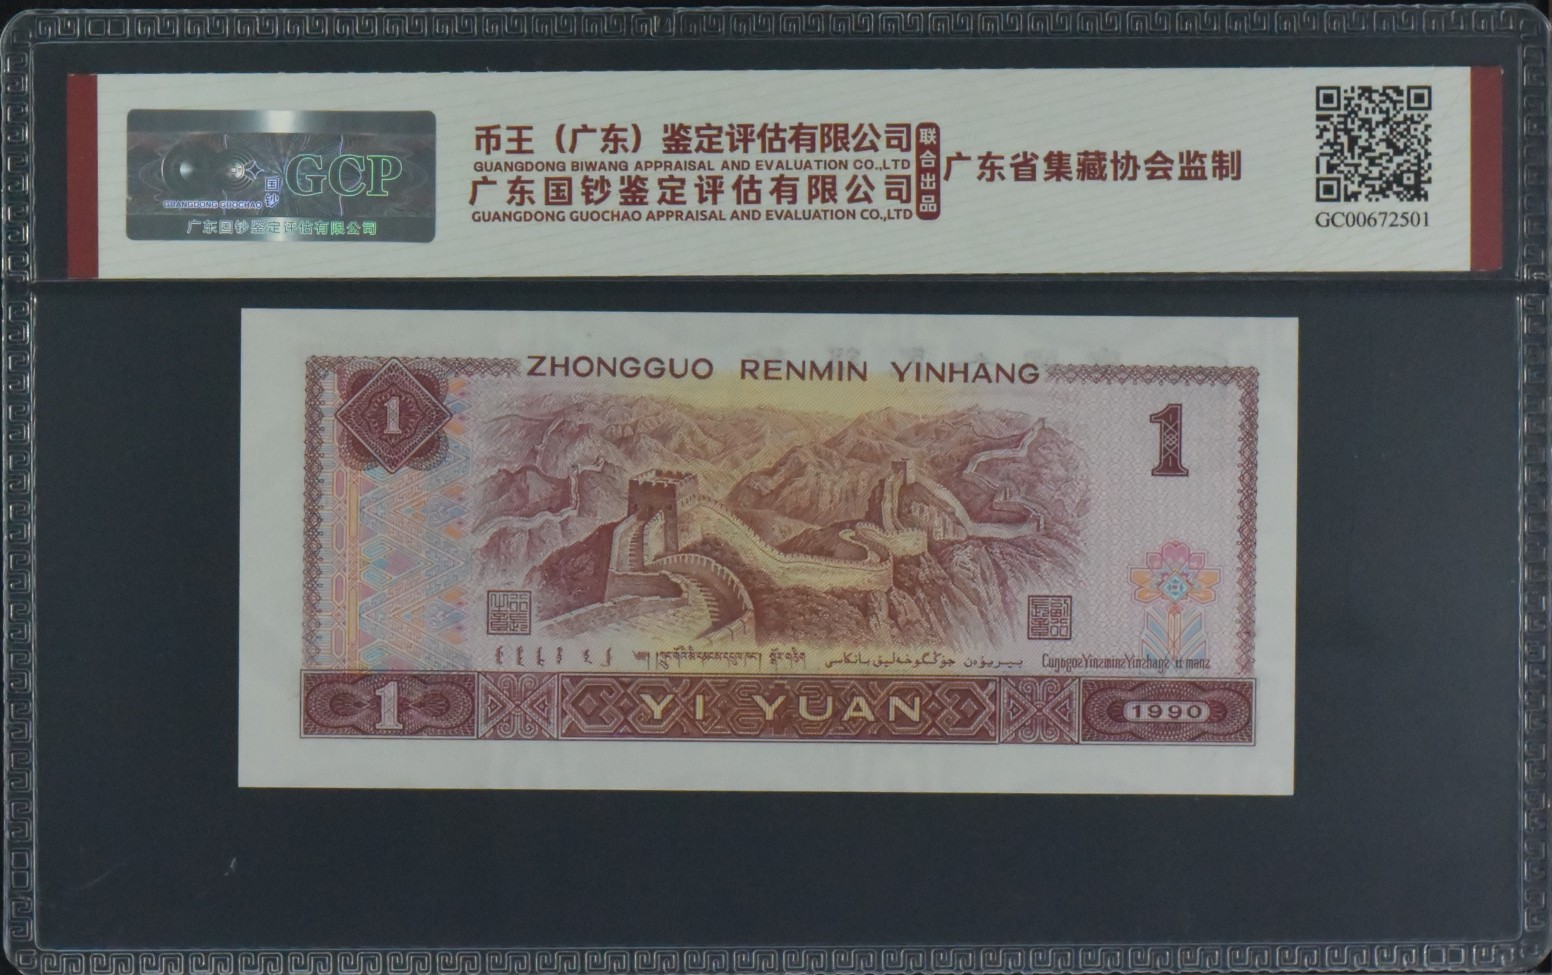 币王（广东）鉴定评估有限公司
GUANGDONG BIWANG APPRAISAL AND EVALUATION CO.,LTD
广东国钞鉴定评估有限公司
GUANGDONG GUOCHAO APPRAISAL AND EVALUATION CO.,LTD
联合出品
广东省集藏协会监制
GC00672501
GCP
国钞
GUANGDONG GUOCHAO
广东国钞鉴定评估有限公司
ZHONGGUO RENMIN YINHANG
1
1
1
YI YUAN
1990